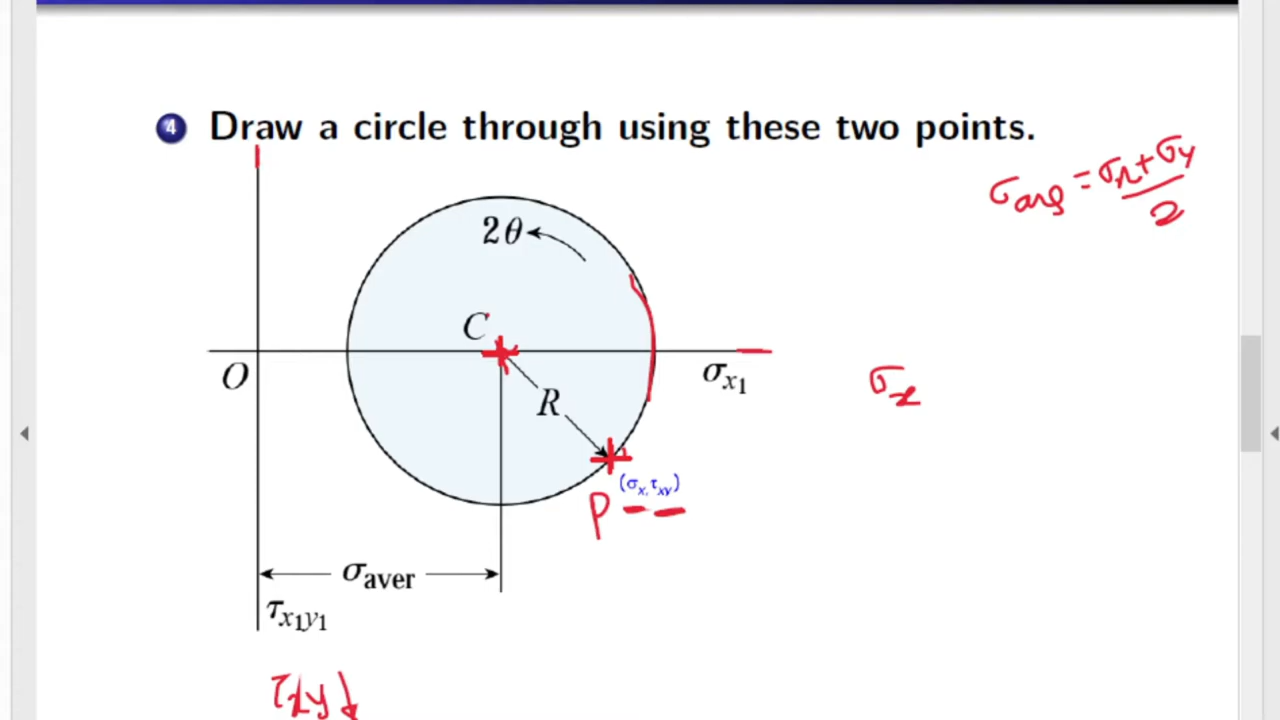 4 Draw a circle through using these two points.
σavg = σx + σy / 2
2θ
C
O
σx1
σx
R
(σx,τxy)
P
σaver
τx1y1
τxy ↓